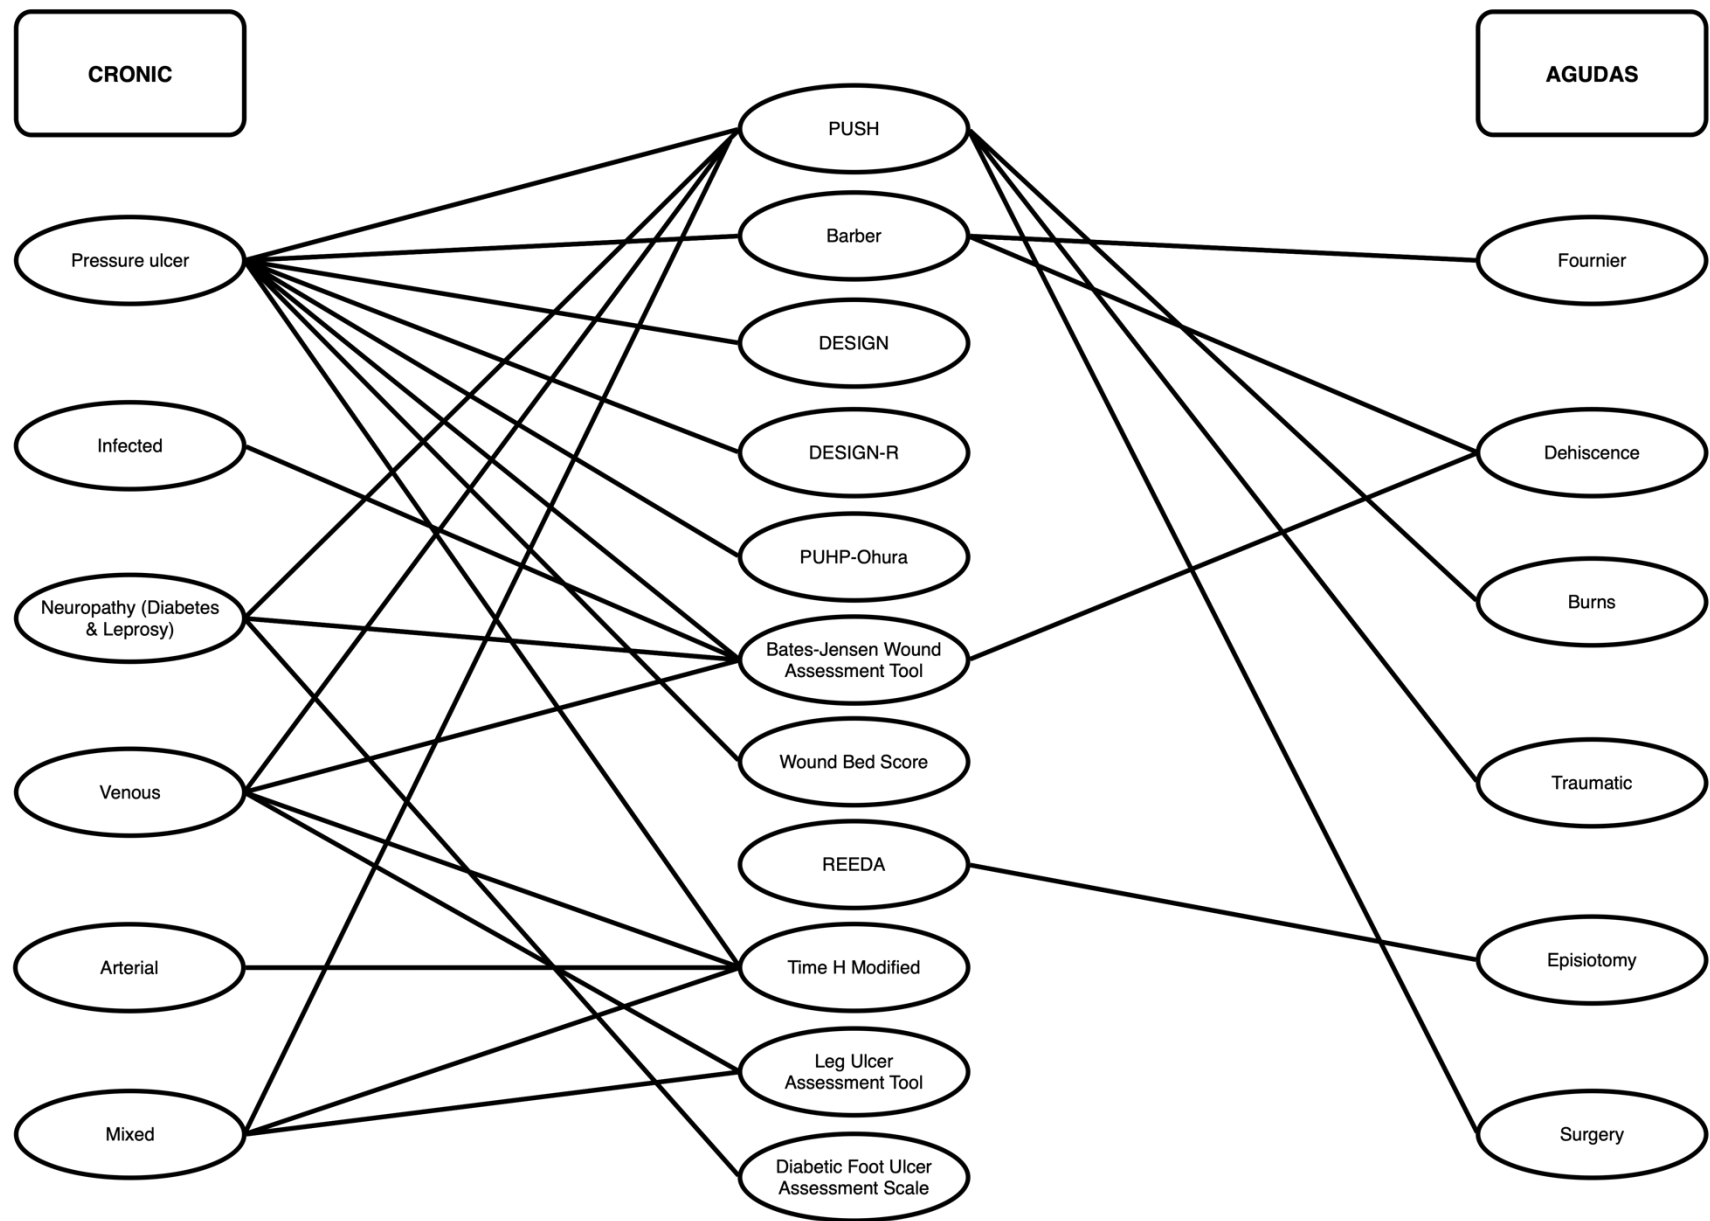 CRONIC
Pressure ulcer
Infected
Neuropathy (Diabetes
& Leprosy)
Venous
Arterial
Mixed
PUSH
Barber
DESIGN
DESIGN-R
PUHP-Ohura
Bates-Jensen Wound
Assessment Tool
Wound Bed Score
REEDA
Time H Modified
Leg Ulcer
Assessment Tool
Diabetic Foot Ulcer
Assessment Scale
AGUDAS
Fournier
Dehiscence
Burns
Traumatic
Episiotomy
Surgery